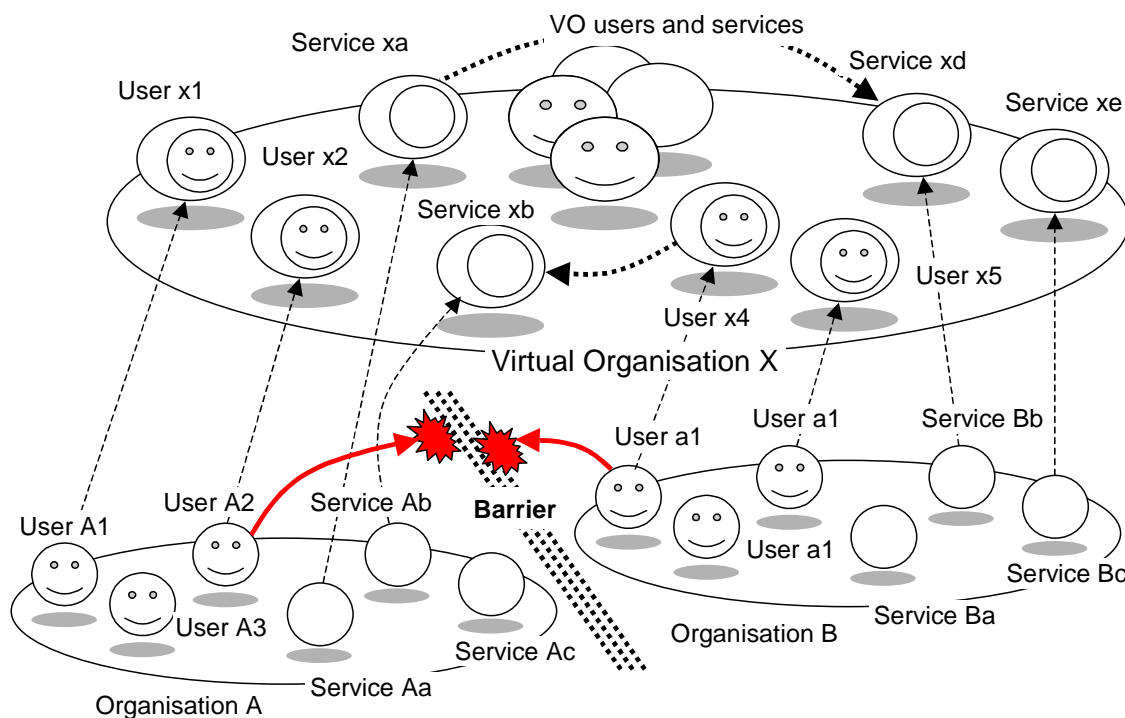 VO users and services
Service xa
Service xd
User x1
Service xe
User x2
Service xb
User x5
User x4
Virtual Organisation X
User a1
Service Bb
User a1
User A2
Service Ab
Barrier
User A1
User a1
Service Bc
Service Ba
User A3
Organisation B
Service Ac
Service Aa
Organisation A